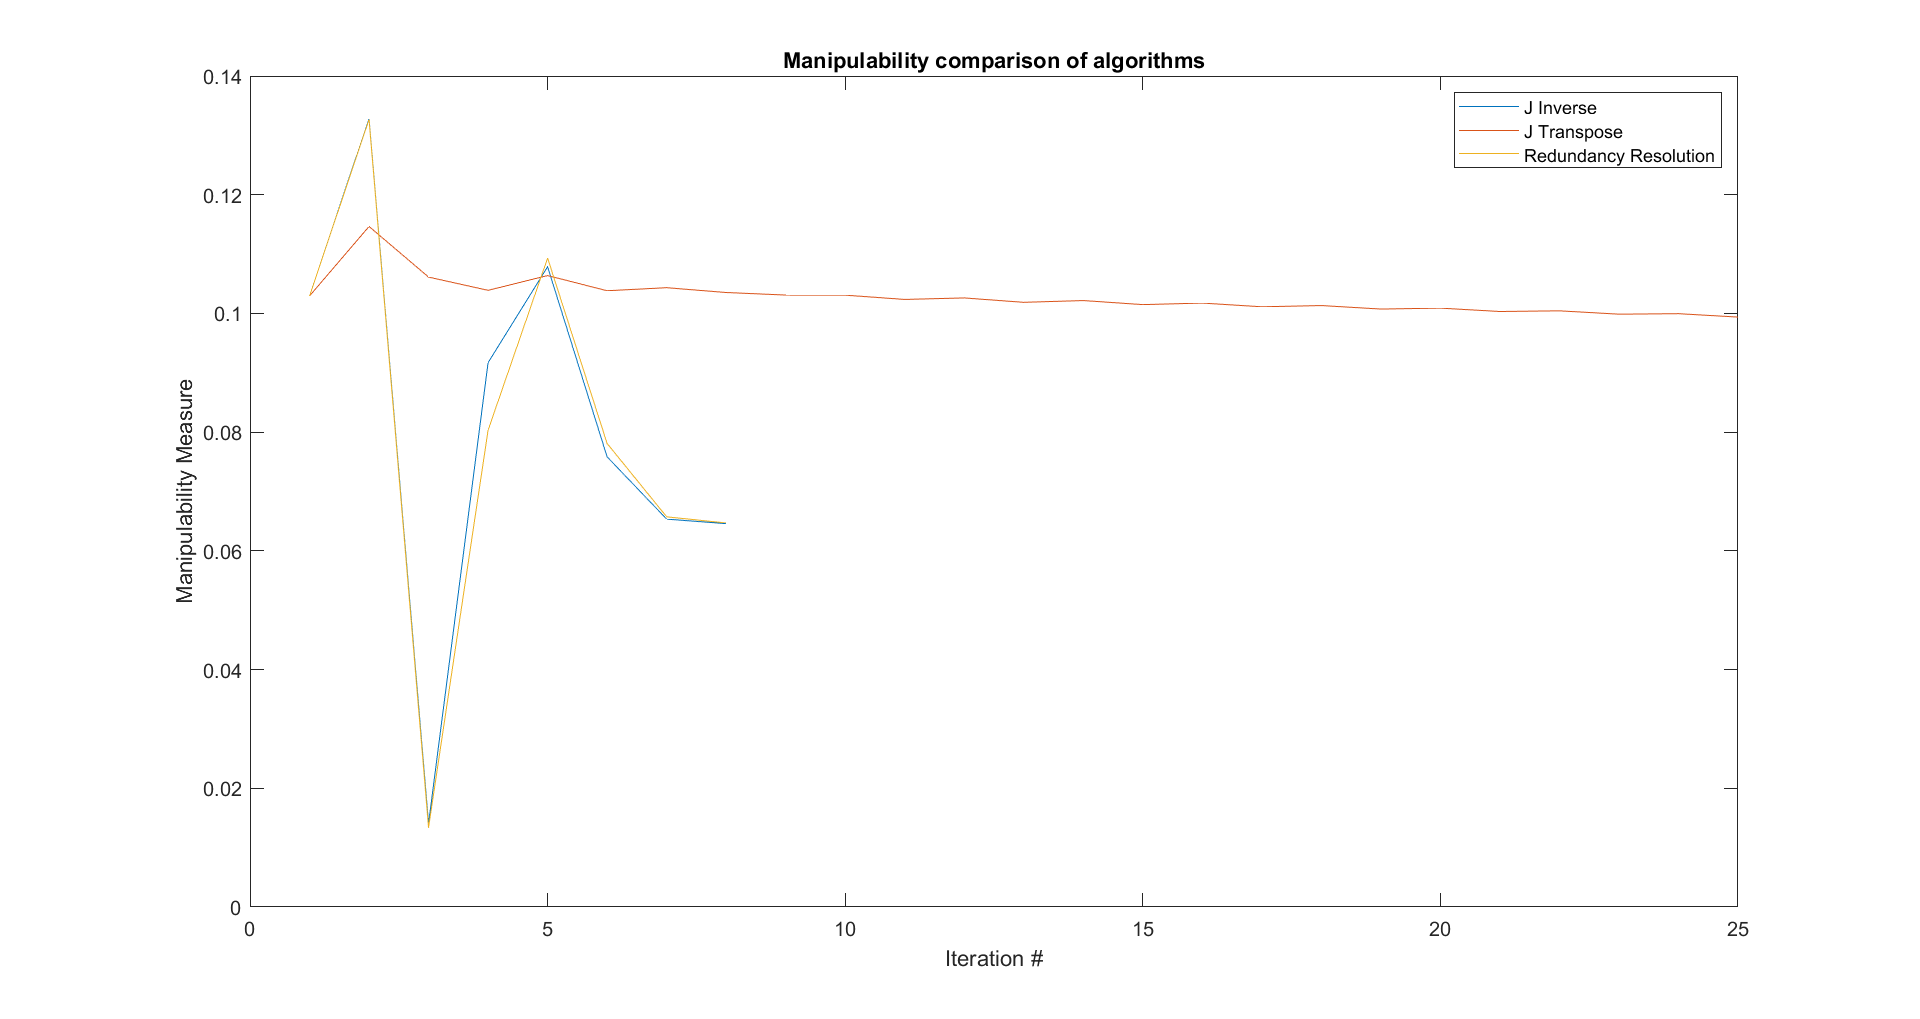 Manipulability comparison of algorithms
J Inverse
J Transpose
Redundancy Resolution
Manipulability Measure
0.14
0.12
0.1
0.08
0.06
0.04
0.02
0
0 5 10 15 20 25
Iteration #